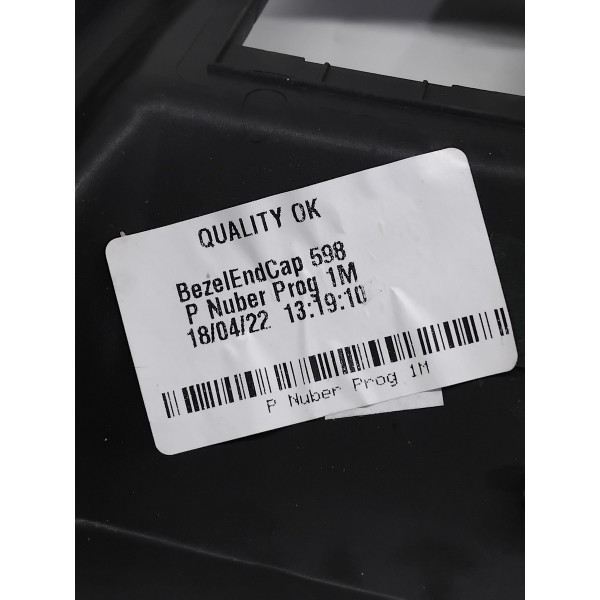 QUALITY OK
BezelEndCap 598
P Nuber Prog 1M
18/04/22 13:19:10
P Nuber Prog 1M